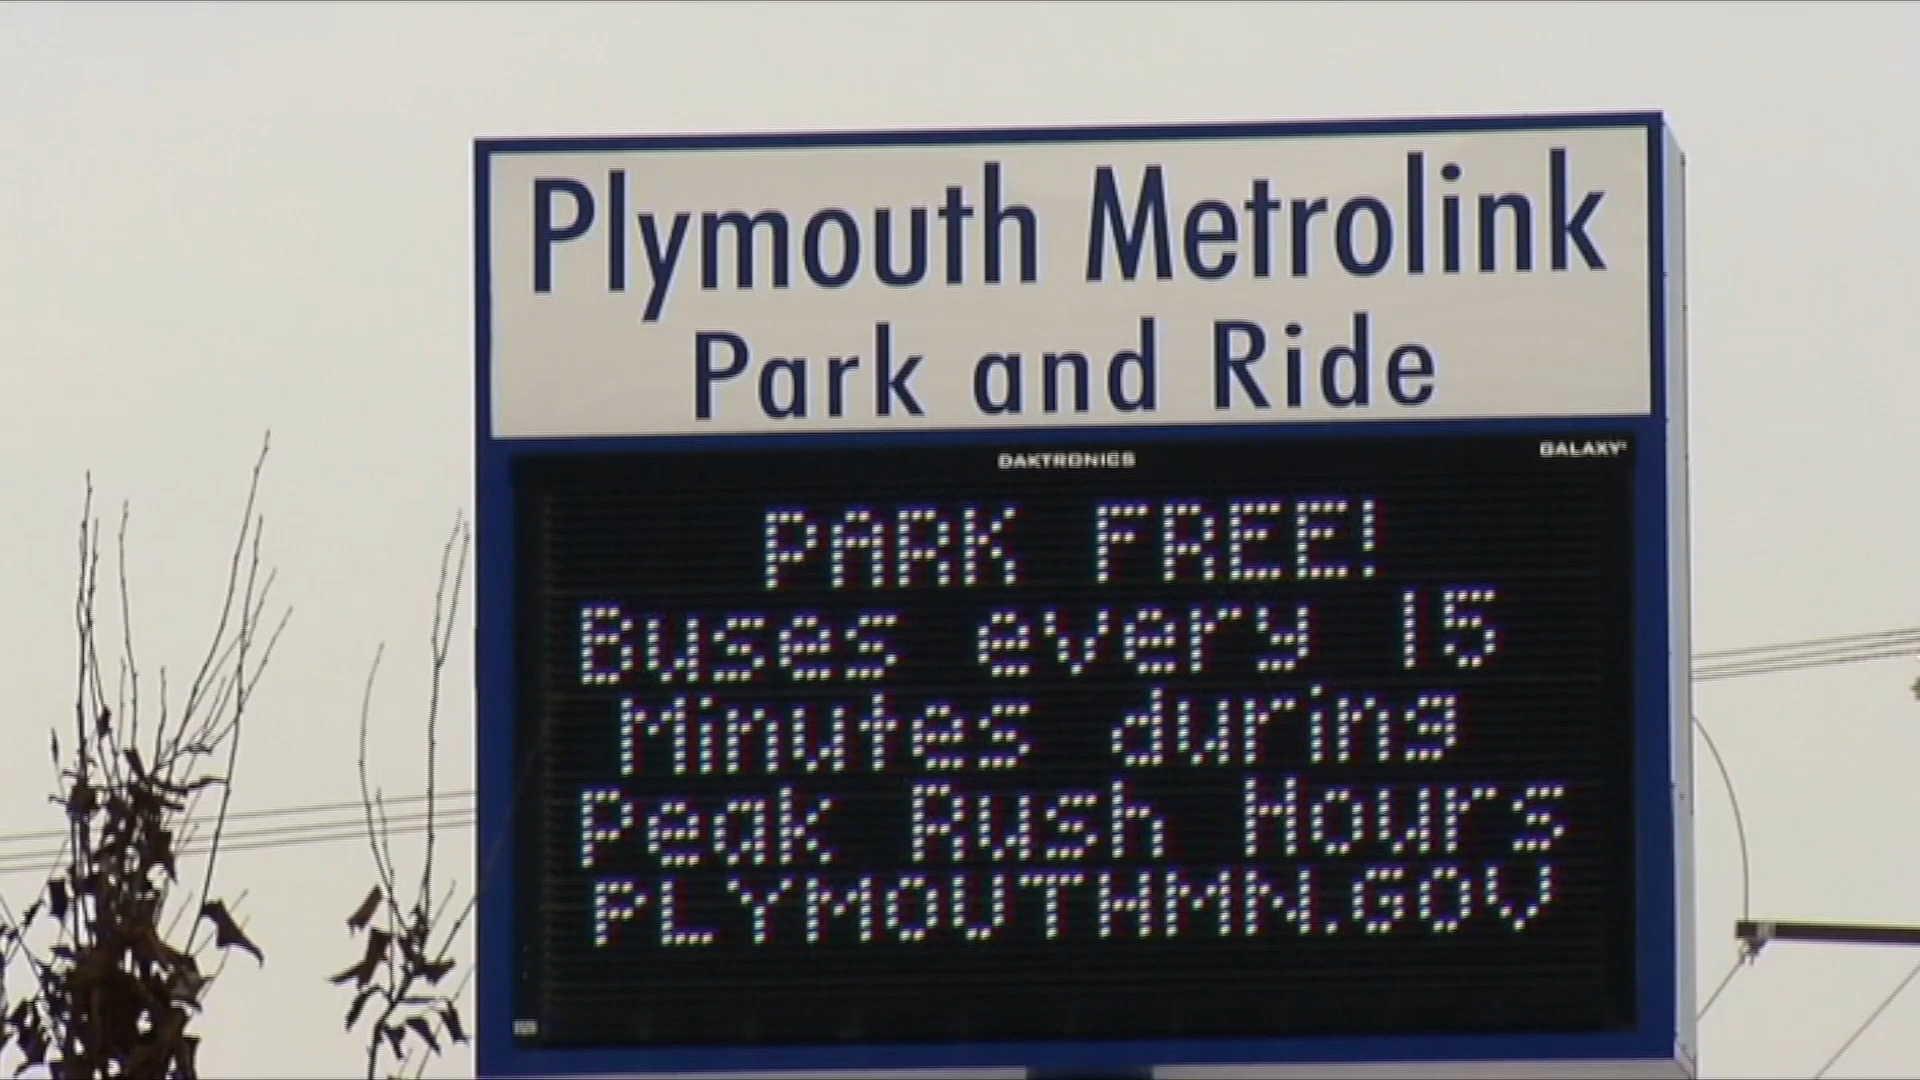 Plymouth Metrolink
Park and Ride
DAKTRONICS GALAXY
PARK FREE!
Buses every 15
Minutes during
Peak Rush Hours
PLYMOUTHMN.GOV